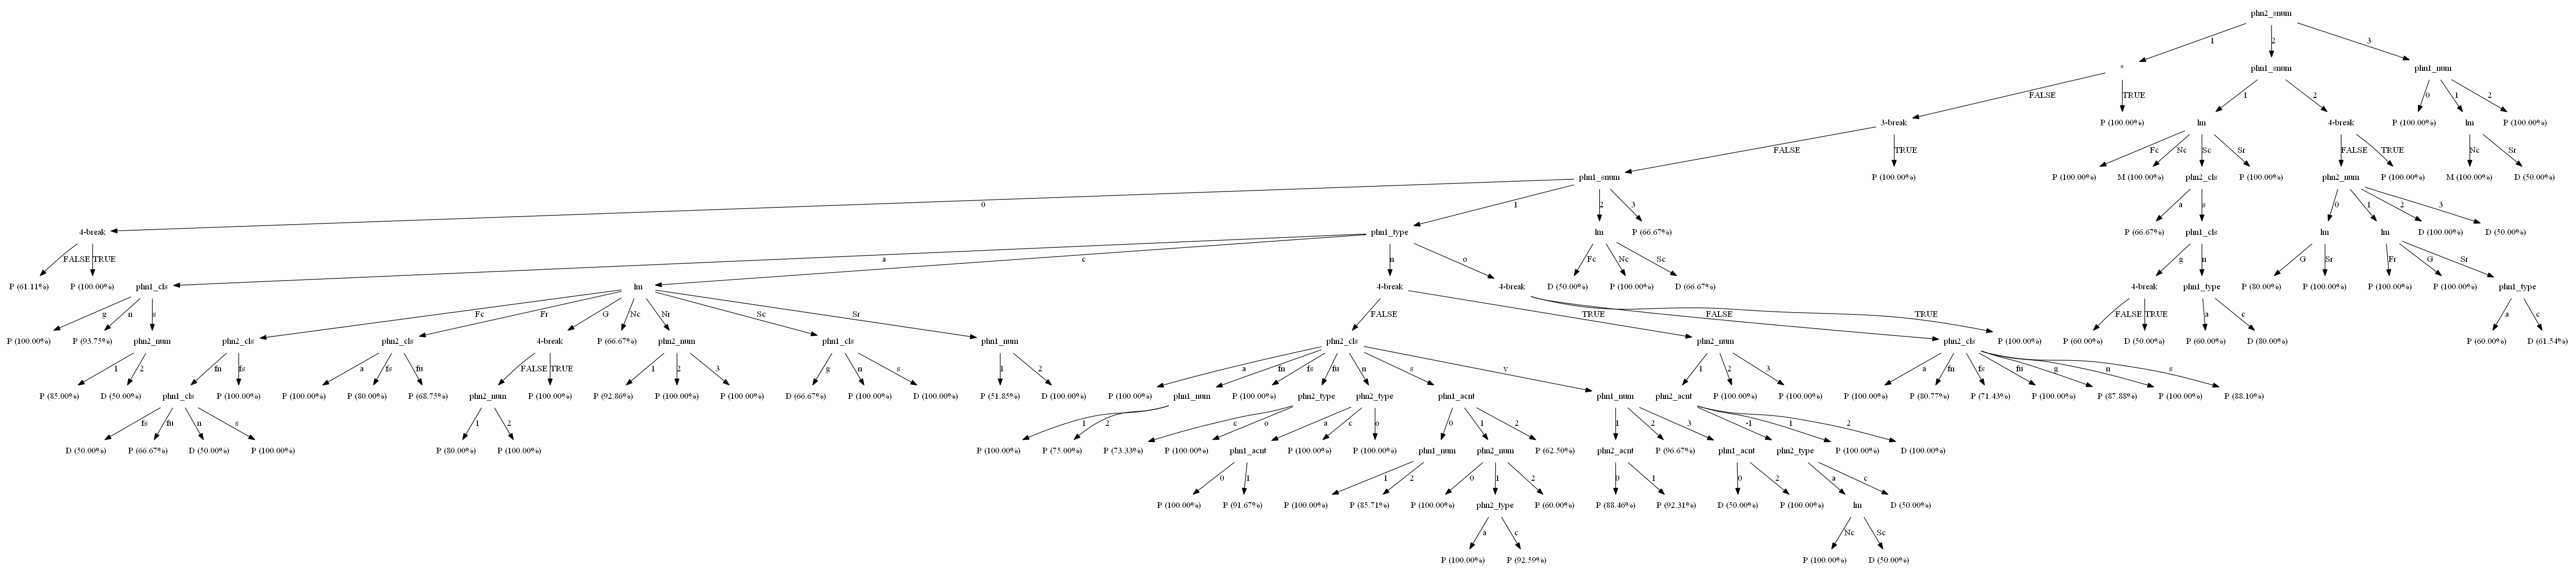 phn2_snum
1 2 3
* phn1_snum phn1_num
FALSE TRUE 1 2 0 1 2
3-break P (100.00%) lm 4-break P (100.00%) lm P (100.00%)
FALSE TRUE Fc Nc Sc Sr FALSE TRUE Nc Sr
phn1_snum P (100.00%) P (100.00%) M (100.00%) phn2_cls P (100.00%) phn2_num P (100.00%) M (100.00%) D (50.00%)
0 1 2 3 a s 0 1 2 3
4-break phn1_type lm P (66.67%) P (66.67%) phn1_cls lm lm D (100.00%) D (50.00%)
FALSE TRUE a c n o Fc Nc Sc g n G Sr Fr G Sr
P (61.11%) P (100.00%) phn1_cls lm 4-break 4-break D (50.00%) P (100.00%) D (66.67%) 4-break phn1_type P (80.00%) P (100.00%) P (100.00%) P (100.00%) phn1_type
g n s Fc Fr G Nc Nr Sc Sr FALSE TRUE FALSE TRUE FALSE TRUE a c a c
P (100.00%) P (93.75%) phn2_num phn2_cls phn2_cls 4-break P (66.67%) phn2_num phn1_cls phn1_num phn2_cls phn2_num phn2_cls P (100.00%) P (60.00%) D (50.00%) P (60.00%) D (80.00%) P (60.00%) D (61.54%)
1 2 fn fs a fs fu FALSE TRUE 1 2 3 g n s 1 2 a fn fs fu n s v 1 2 3 a fn fs fu g n s
P (85.00%) D (50.00%) phn1_cls P (100.00%) P (100.00%) P (80.00%) P (68.75%) phn2_num P (100.00%) P (92.86%) P (100.00%) P (100.00%) D (66.67%) P (100.00%) D (100.00%) P (51.85%) D (100.00%) P (100.00%) phn1_num P (100.00%) phn2_type phn2_type phn1_acnt phn1_num phn2_acnt P (100.00%) P (100.00%) P (100.00%) P (80.77%) P (71.43%) P (100.00%) P (87.88%) P (100.00%) P (88.10%)
fs fu n s 1 2 1 2 c o a c o 0 1 2 1 2 3 -1 1 2
D (50.00%) P (66.67%) D (50.00%) P (100.00%) P (80.00%) P (100.00%) P (100.00%) P (75.00%) P (73.33%) P (100.00%) phn1_acnt P (100.00%) P (100.00%) phn1_num phn2_num P (62.50%) phn2_acnt P (96.67%) phn1_acnt phn2_type P (100.00%) D (100.00%)
0 1 1 2 0 1 2 0 1 0 2 a c
P (100.00%) P (91.67%) P (100.00%) P (85.71%) P (100.00%) phn2_type P (60.00%) P (88.46%) P (92.31%) D (50.00%) P (100.00%) lm D (50.00%)
a c Nc Sc
P (100.00%) P (92.59%) P (100.00%) D (50.00%)